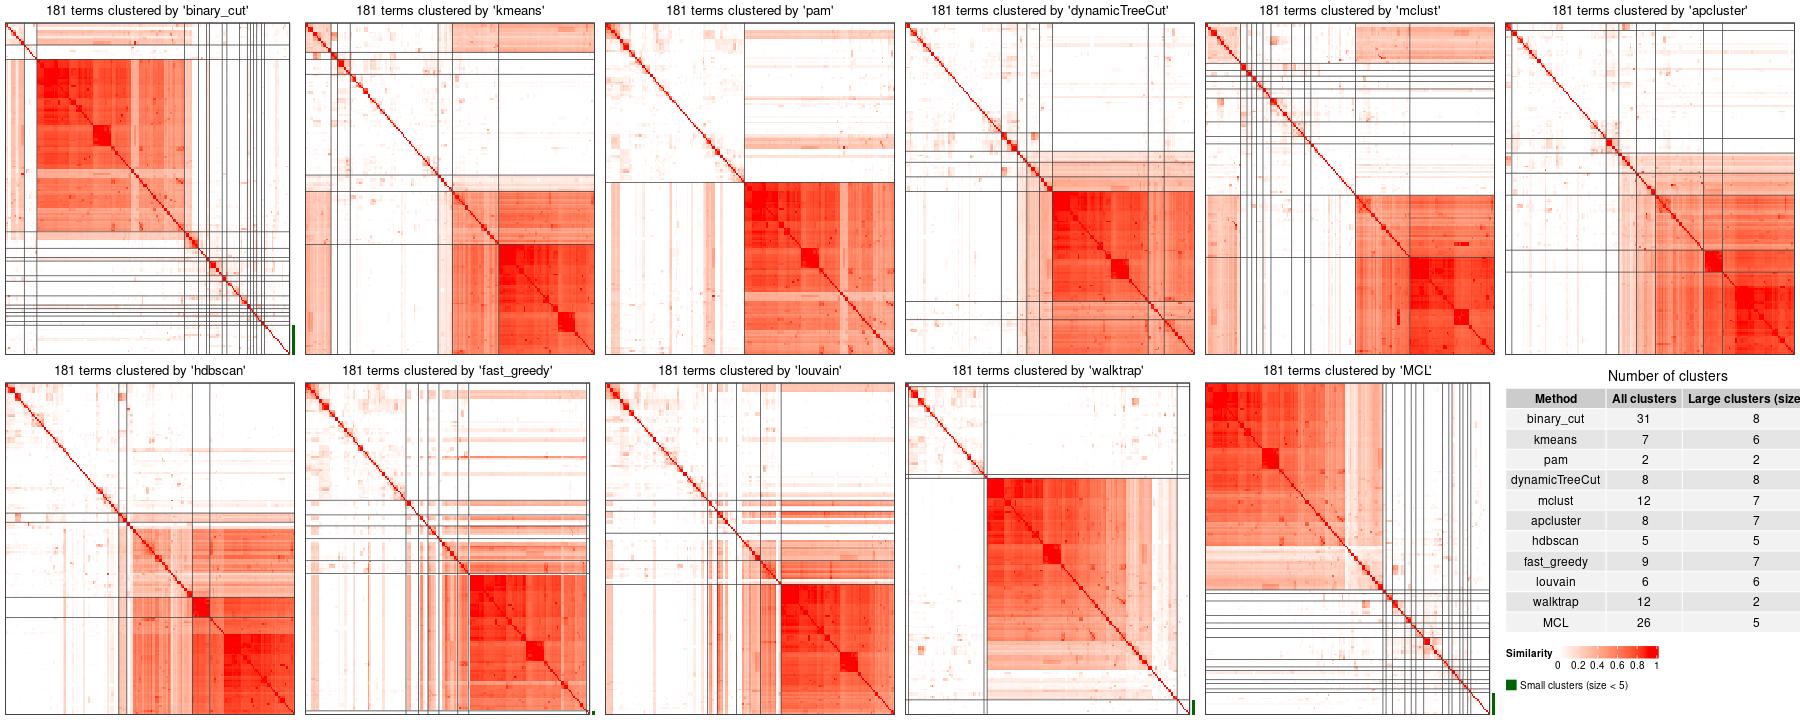 181 terms clustered by 'binary_cut'
181 terms clustered by 'kmeans'
181 terms clustered by 'pam'
181 terms clustered by 'dynamicTreeCut'
181 terms clustered by 'mclust'
181 terms clustered by 'apcluster'
181 terms clustered by 'hdbscan'
181 terms clustered by 'fast_greedy'
181 terms clustered by 'louvain'
181 terms clustered by 'walktrap'
181 terms clustered by 'MCL'
Number of clusters
Method All clusters Large clusters (size
binary_cut 31 8
kmeans 7 6
pam 2 2
dynamicTreeCut 8 8
mclust 12 7
apcluster 8 7
hdbscan 5 5
fast_greedy 9 7
louvain 6 6
walktrap 12 2
MCL 26 5
Similarity
0 0.2 0.4 0.6 0.8 1
Small clusters (size < 5)